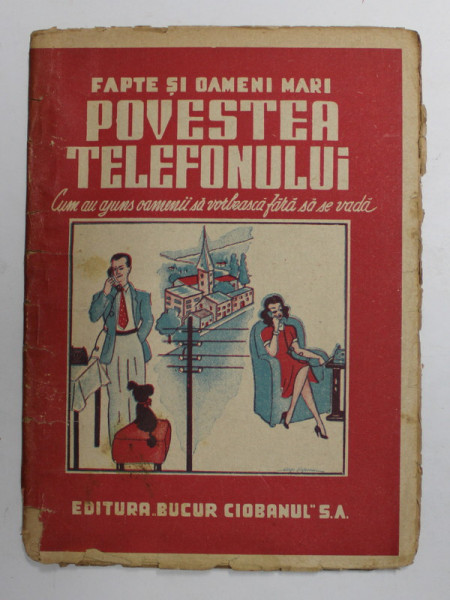 FAPTE ȘI OAMENI MARI
POVESTEA
TELEFONULUI
Cum au ajuns oamenii să vorbească fără să se vadă
EDITURA „BUCUR CIOBANUL" S.A.